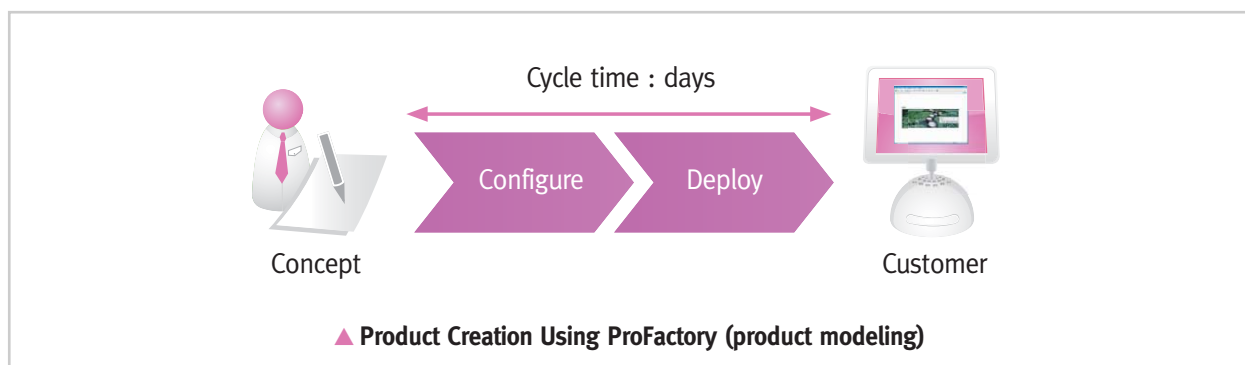 Cycle time : days
Configure
Deploy
Concept
Customer
▲ Product Creation Using ProFactory (product modeling)